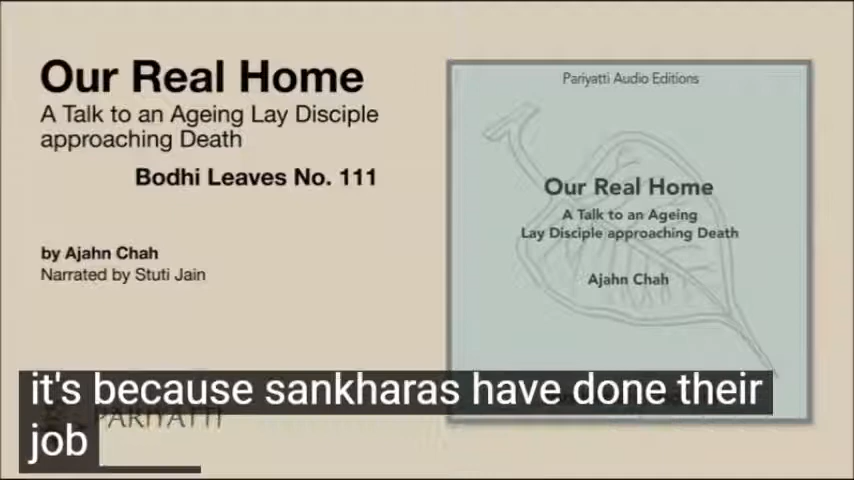 Our Real Home
A Talk to an Ageing Lay Disciple
approaching Death
Bodhi Leaves No. 111
by Ajahn Chah
Narrated by Stuti Jain
Pariyatti Audio Editions
Our Real Home
A Talk to an Ageing
Lay Disciple approaching Death
Ajahn Chah
PARIYATTI
it's because sankharas have done their
job